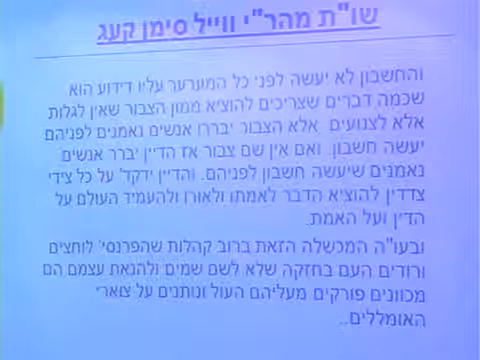 שו"ת מהר"י ווייל סימן קעג
והחשבון לא יעשה לפני כל המערער עליו דידוע הוא
שכמה דברים שצריכים להוציא ממון הצבור שאין לגלות
אלא לצנועים אלא הצבור יבררו אנשים נאמנים לפניהם
יעשה חשבון ואם אין שם צבור אז הדיין יברר אנשים
נאמנים שיעשה חשבון לפניהם. והדיין ידקד' על כל צידי
צדדין להוציא הדבר לאמתו ולאורו ולהעמיד העולם על
הדין ועל האמת.
ובעו"ה המכשלה הזאת ברוב קהלות שהפרנסי' לוחצים
ורודים העם בחזקה שלא לשם שמים ולהנאת עצמם הם
מכוונים פורקים מעליהם העול ונותנים על צוארי
האומללים..